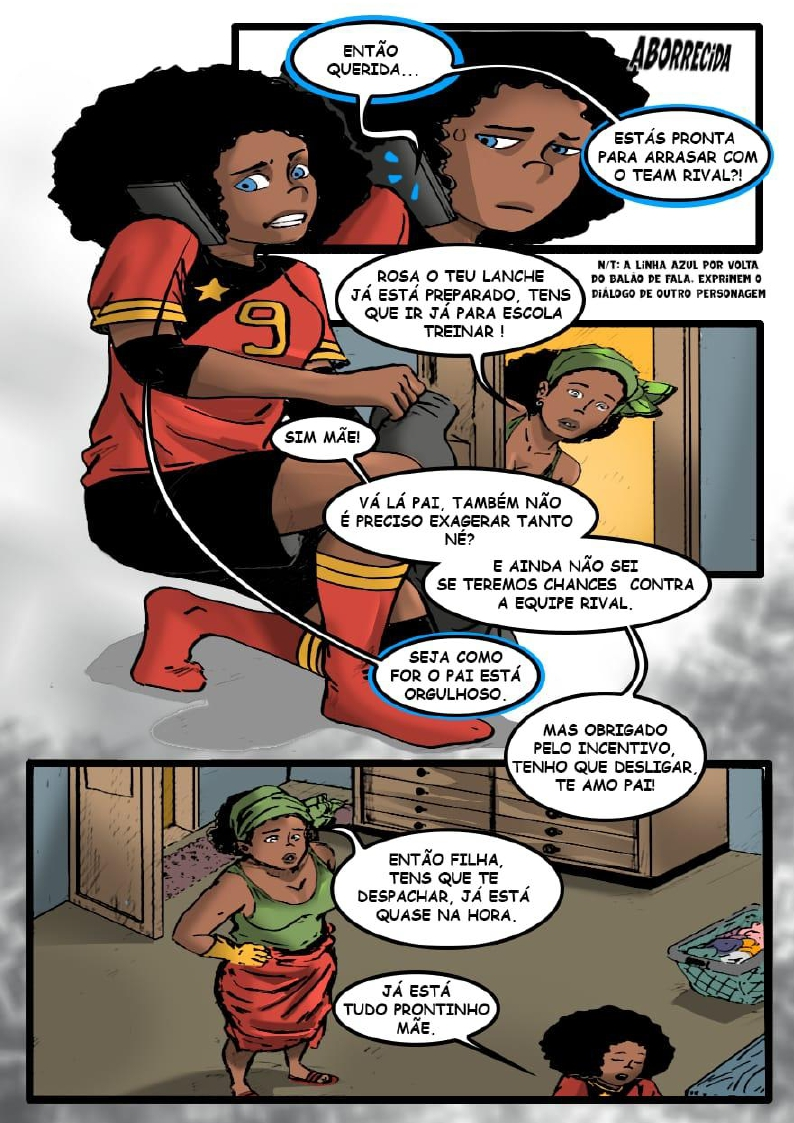 ENTÃO
QUERIDA...
ABORRECIDA
ESTÁS PRONTA
PARA ARRASAR COM
O TEAM RIVAL?!
N/T: A LINHA AZUL POR VOLTA
DO BALÃO DE FALA. EXPRIMEM O
DIÁLOGO DE OUTRO PERSONAGEM
ROSA O TEU LANCHE
JÁ ESTÁ PREPARADO, TENS
QUE IR JÁ PARA ESCOLA
TREINAR !
9
SIM MÃE!
VÁ LÁ PAI, TAMBÉM NÃO
É PRECISO EXAGERAR TANTO
NÉ?
E AINDA NÃO SEI
SE TEREMOS CHANCES CONTRA
A EQUIPE RIVAL.
SEJA COMO
FOR O PAI ESTÁ
ORGULHOSO.
MAS OBRIGADO
PELO INCENTIVO,
TENHO QUE DESLIGAR,
TE AMO PAI!
ENTÃO FILHA,
TENS QUE TE
DESPACHAR, JÁ ESTÁ
QUASE NA HORA.
JÁ ESTÁ
TUDO PRONTINHO
MÃE.